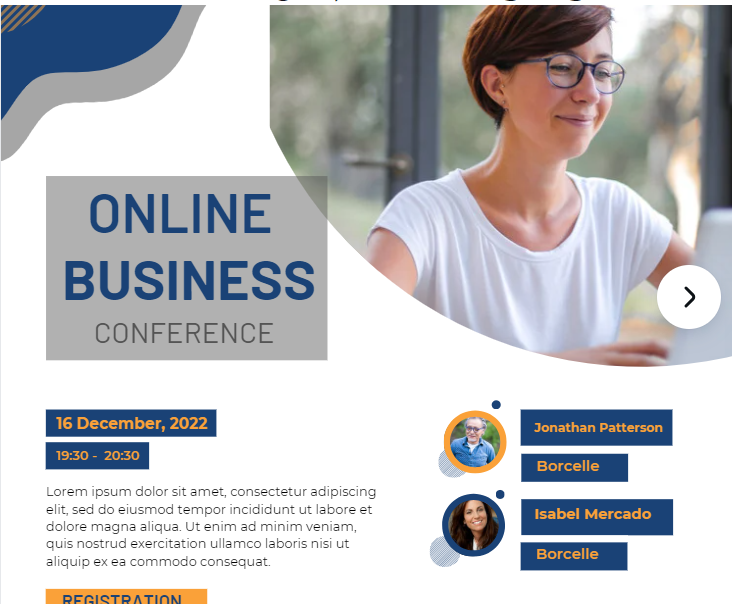 ONLINE
BUSINESS
CONFERENCE
16 December, 2022
19:30 - 20:30
Lorem ipsum dolor sit amet, consectetur adipiscing
elit, sed do eiusmod tempor incididunt ut labore et
dolore magna aliqua. Ut enim ad minim veniam,
quis nostrud exercitation ullamco laboris nisi ut
aliquip ex ea commodo consequat.
REGISTRATION
Jonathan Patterson
Borcelle
Isabel Mercado
Borcelle